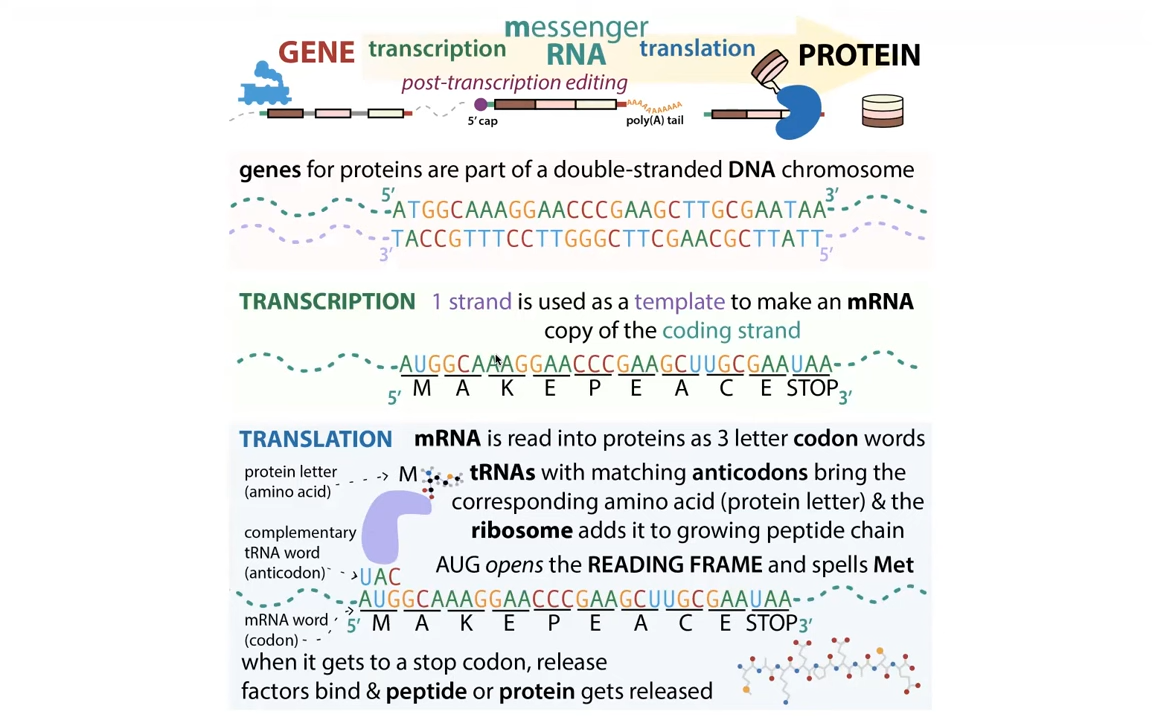 messenger
GENE transcription RNA translation PROTEIN
post-transcription editing
5' cap
AAAAAAAAAA
poly(A) tail
genes for proteins are part of a double-stranded DNA chromosome
5' ATGGCAAAGGAACCCGAAGCTTGCGAATAA 3'
TACCGTTTCCTTGGGCTTCGAACGCTTATT
3' 5'
TRANSCRIPTION 1 strand is used as a template to make an mRNA
copy of the coding strand
AUGGCAAAGGAACCCGAAGCUUGCGAAUAA
5' M A K E P E A C E STOP 3'
TRANSLATION mRNA is read into proteins as 3 letter codon words
protein letter
(amino acid)
M
tRNAs with matching anticodons bring the
corresponding amino acid (protein letter) & the
ribosome adds it to growing peptide chain
complementary
tRNA word
(anticodon)
AUG opens the READING FRAME and spells Met
UAC
AUGGCAAAGGAACCCGAAGCUUGCGAAUAA
mRNA word
(codon)
5' M A K E P E A C E STOP 3'
when it gets to a stop codon, release
factors bind & peptide or protein gets released